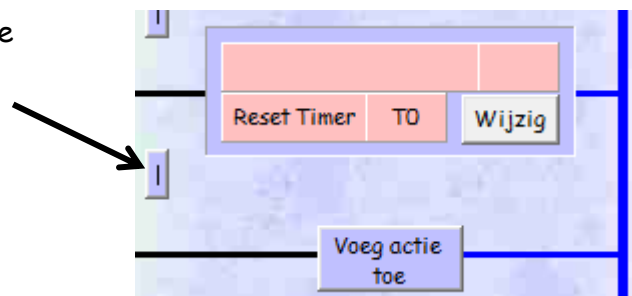 e
I
Reset Timer T0 Wijzig
I
Voeg actie
toe